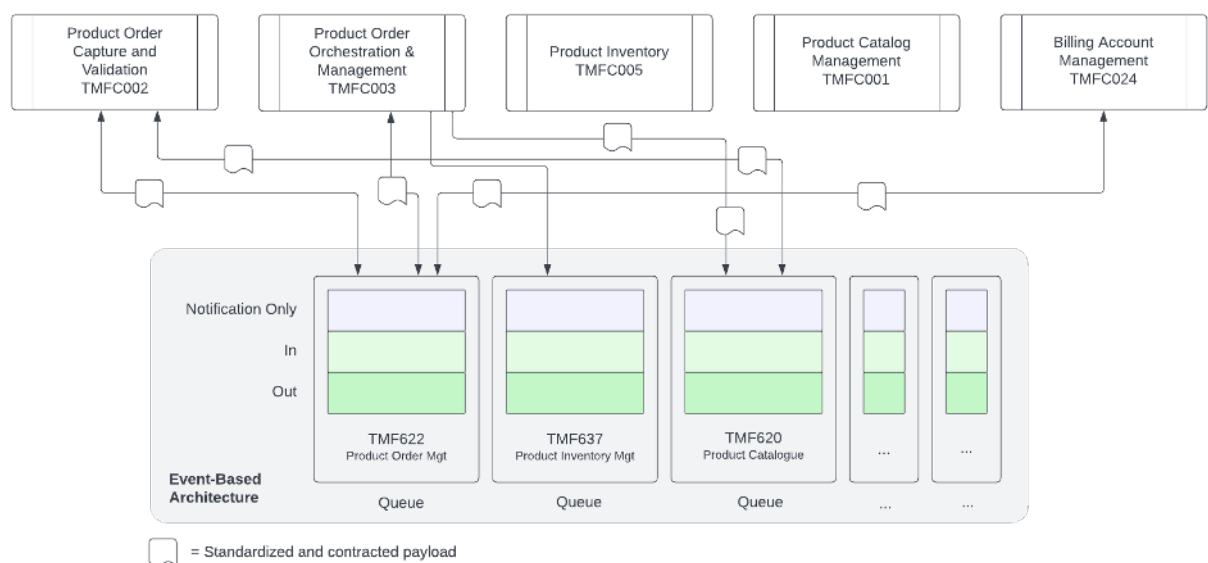 Product Order
Capture and
Validation
TMFC002
Product Order
Orchestration &
Management
TMFC003
Product Inventory
TMFC005
Product Catalog
Management
TMFC001
Billing Account
Management
TMFC024
Notification Only
In
Out
TMF622
Product Order Mgt
TMF637
Product Inventory Mgt
TMF620
Product Catalogue
...
...
Event-Based
Architecture
Queue
Queue
Queue
...
...
= Standardized and contracted payload